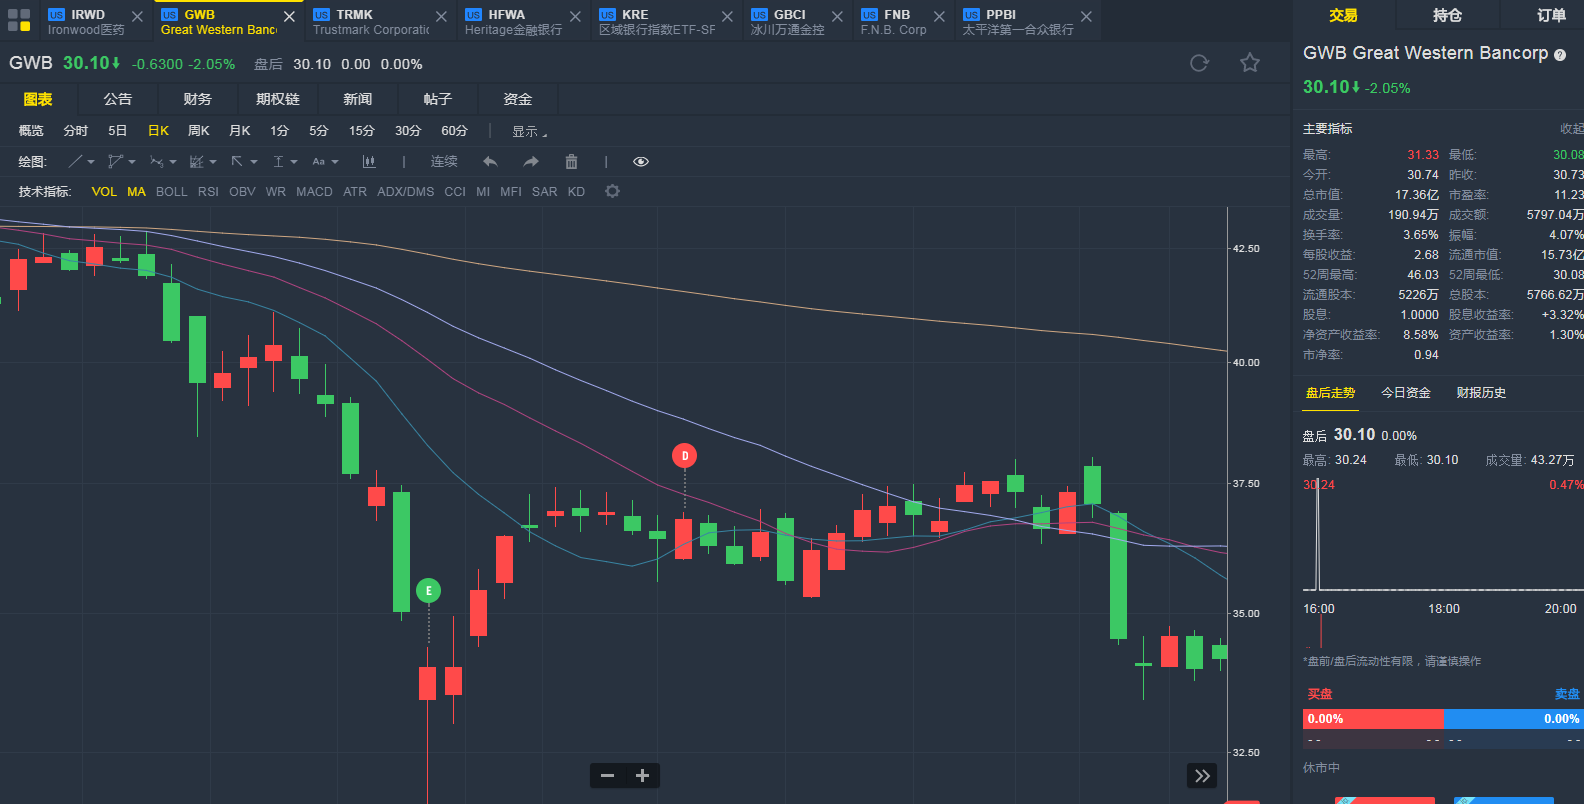 US IRWD
Ironwood医药
US GWB
Great Western Banc
US TRMK
Trustmark Corporatio
US HFWA
Heritage金融银行
US KRE
区域银行指数ETF-SF
US GBCI
冰川万通金控
US FNB
F.N.B. Corp
US PPBI
太平洋第一合众银行
交易 持仓 订单
GWB 30.10 -0.6300 -2.05% 盘后 30.10 0.00 0.00%
图表 公告 财务 期权链 新闻 帖子 资金
概览 分时 5日 日K 周K 月K 1分 5分 15分 30分 60分 显示
绘图: Aa 连续
技术指标: VOL MA BOLL RSI OBV WR MACD ATR ADX/DMS CCI MI MFI SAR KD
42.50
40.00
37.50
35.00
32.50
D
E
GWB Great Western Bancorp ?
30.10 -2.05%
主要指标 收起
最高: 31.33 最低: 30.08
今开: 30.74 昨收: 30.73
总市值: 17.36亿 市盈率: 11.23
成交量: 190.94万 成交额: 5797.04万
换手率: 3.65% 振幅: 4.07%
每股收益: 2.68 流通市值: 15.73亿
52周最高: 46.03 52周最低: 30.08
流通股本: 5226万 总股本: 5766.62万
股息: 1.0000 股息收益率: +3.32%
净资产收益率: 8.58% 资产收益率: 1.30%
市净率: 0.94
盘后走势 今日资金 财报历史
盘后 30.10 0.00%
最高: 30.24 最低: 30.10 成交量: 43.27万
30.24 0.47%
16:00 18:00 20:00
*盘前/盘后流动性有限，请谨慎操作
买盘 卖盘
0.00% 0.00%
-- -- -- --
休市中